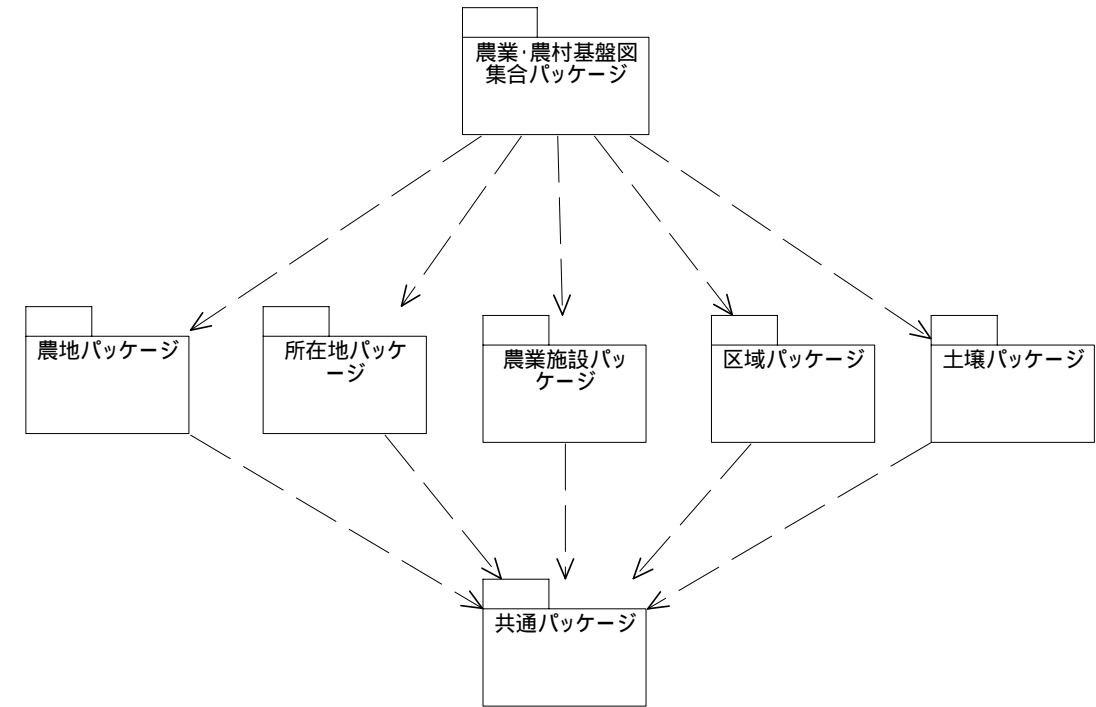 農業･農村基盤図
集合パッケージ
農地パッケージ
所在地パッケ
ージ
農業施設パッ
ケージ
区域パッケージ
土壌パッケージ
共通パッケージ